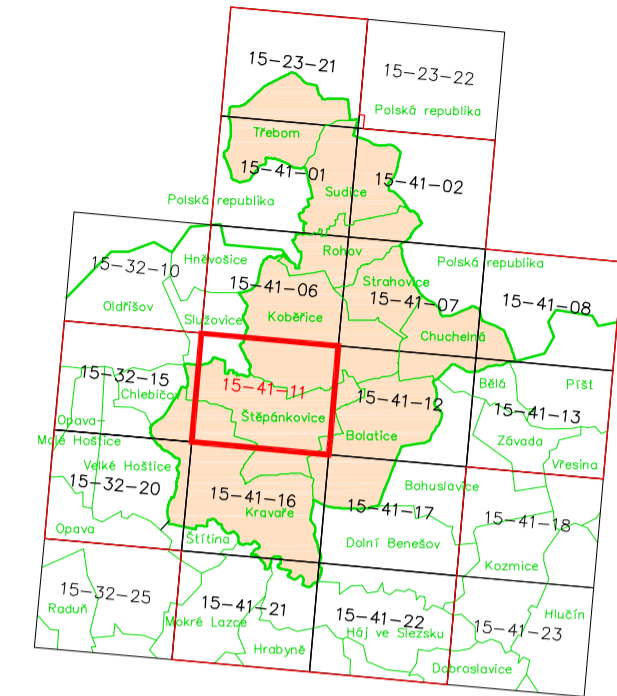 15-23-21
15-23-22
Polská republika
Třebom
15-41-01
15-41-02
Sudice
Polská republika
Rohov
Hněvošice
Polská republika
15-32-10
15-41-06
Strahovice
15-41-07
15-41-08
Oldřišov
Služovice
Kobeřice
Chuchelná
15-32-15
15-41-11
Bělá
Píšť
Chlebičov
15-41-12
15-41-13
Opava-
Malé Hoštice
Štěpánkovice
Bolatice
Závada
Vřesina
Velké Hoštice
15-32-20
15-41-16
Bohuslavice
Kravaře
15-41-17
15-41-18
Opava
Štítina
Dolní Benešov
Kozmice
15-32-25
15-41-21
15-41-22
15-41-23
Hlučín
Raduň
Mokré Lazce
Háj ve Slezsku
Hrabyně
Dobroslavice